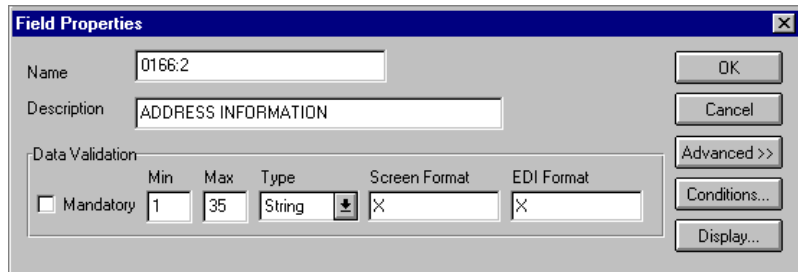 Field Properties
Name 0166:2 OK
Description ADDRESS INFORMATION Cancel
Data Validation Advanced >>
Min Max Type Screen Format EDI Format
Mandatory 1 35 String X X Conditions...
Display...